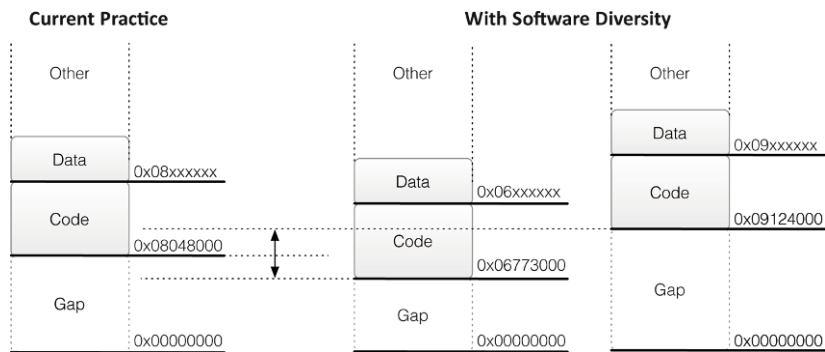 Current Practice
With Software Diversity
Other
Data
0x08xxxxxx
Code
0x08048000
Gap
0x00000000
Other
Data
0x06xxxxxx
Code
0x06773000
Gap
0x00000000
Other
Data
0x09xxxxxx
Code
0x09124000
Gap
0x00000000